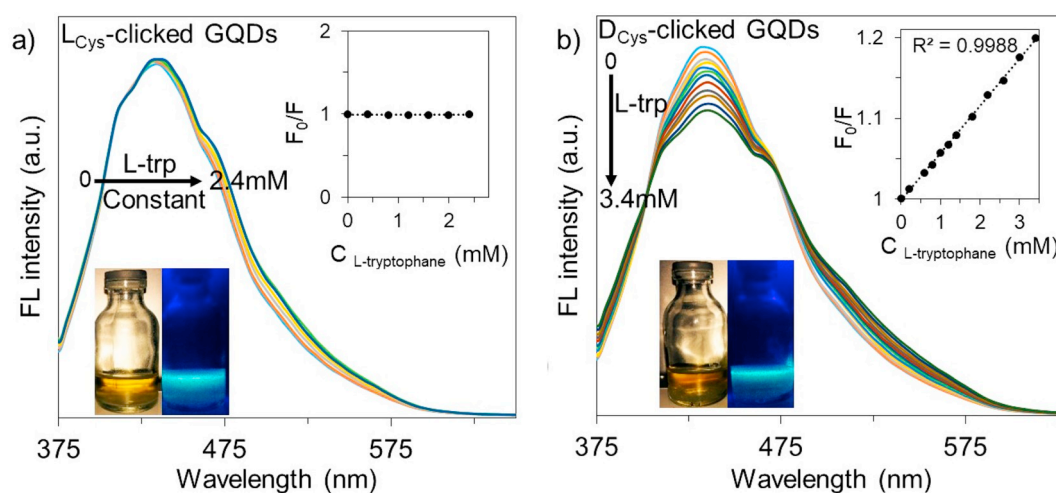 a)
L_Cys-clicked GQDs
FL intensity (a.u.)
0
L-trp
Constant
2.4mM
2
1
0
F₀/F
0 1 2
C L-tryptophane (mM)
375 475 575
Wavelength (nm)
b)
D_Cys-clicked GQDs
FL intensity (a.u.)
0
L-trp
3.4mM
1.2
R² = 0.9988
1.1
1
F₀/F
0 1 2 3
C L-tryptophane (mM)
375 475 575
Wavelength (nm)